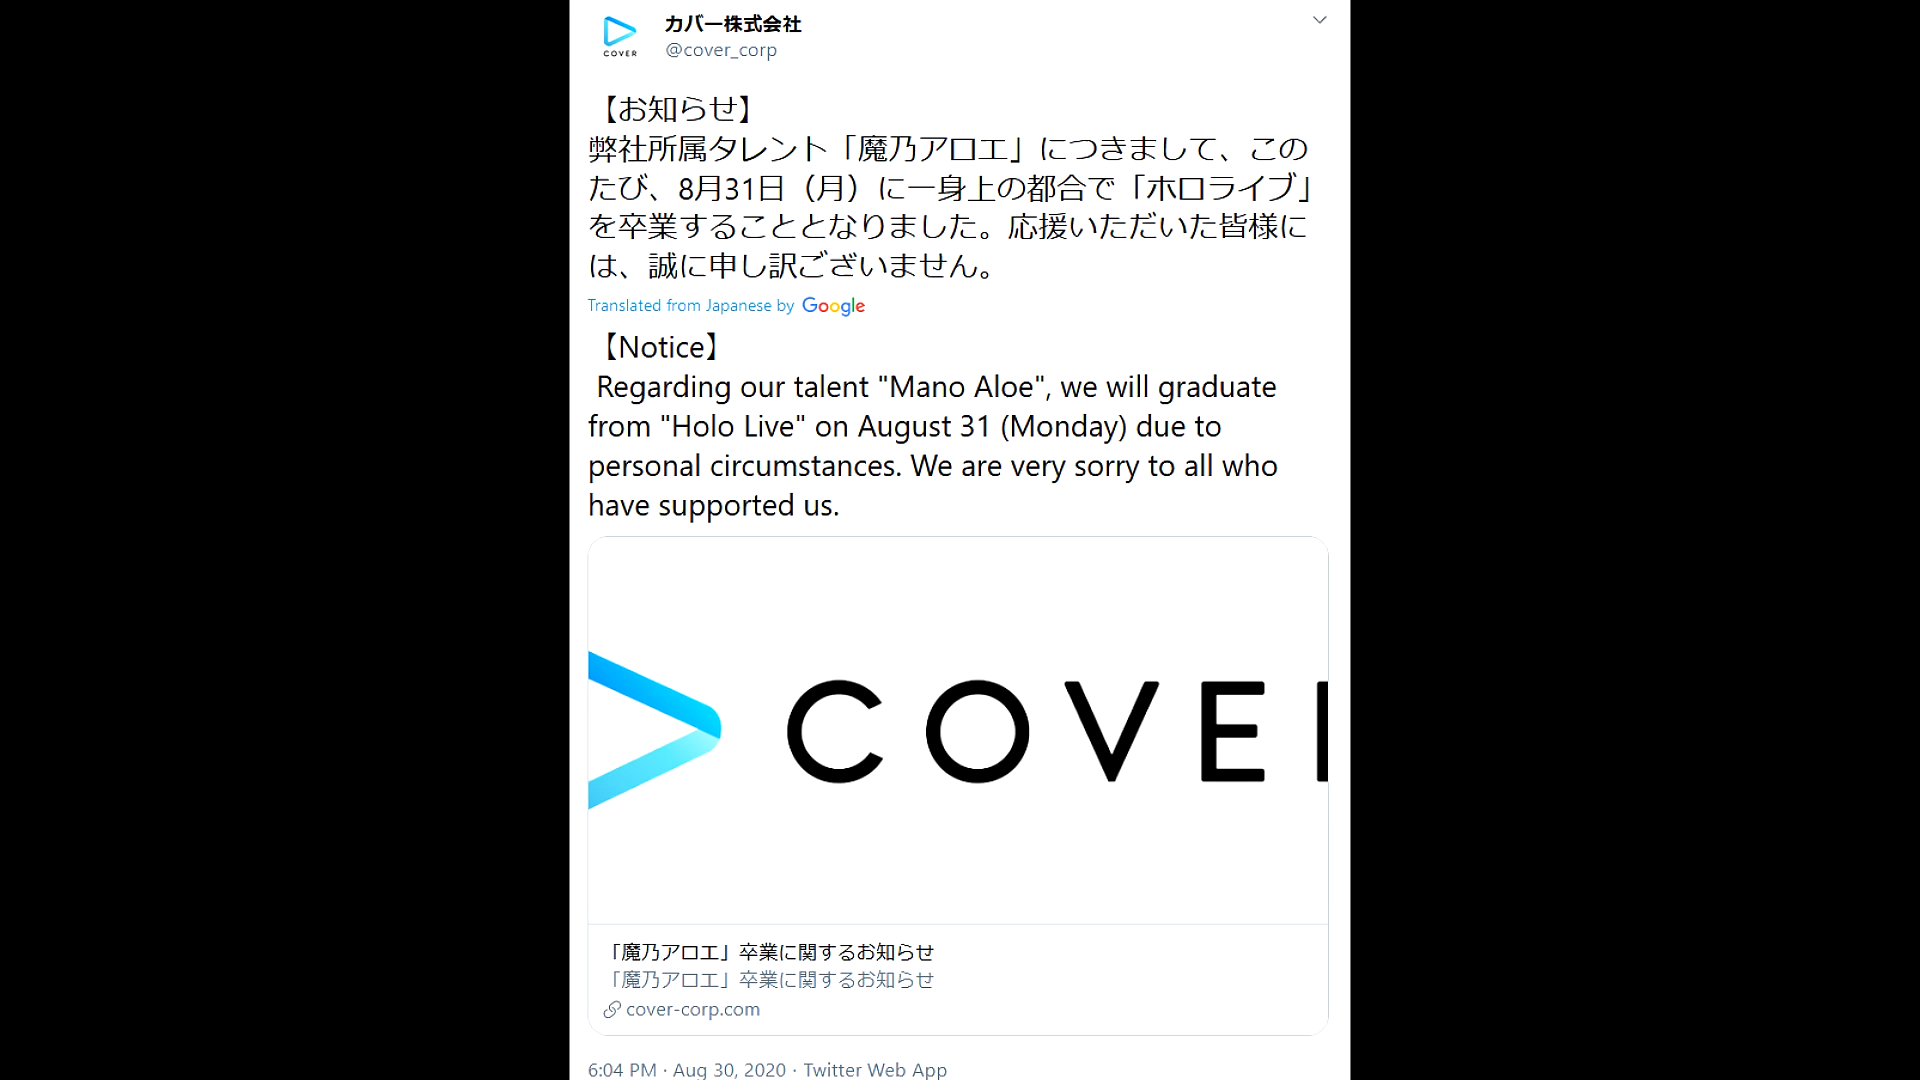 カバー株式会社
COVER
@cover_corp
【お知らせ】
弊社所属タレント「魔乃アロエ」につきまして、この
たび、8月31日（月）に一身上の都合で「ホロライブ」
を卒業することとなりました。応援いただいた皆様に
は、誠に申し訳ございません。
Translated from Japanese by Google
【Notice】
Regarding our talent "Mano Aloe", we will graduate
from "Holo Live" on August 31 (Monday) due to
personal circumstances. We are very sorry to all who
have supported us.
COVE
「魔乃アロエ」卒業に関するお知らせ
「魔乃アロエ」卒業に関するお知らせ
cover-corp.com
6:04 PM · Aug 30, 2020 · Twitter Web App